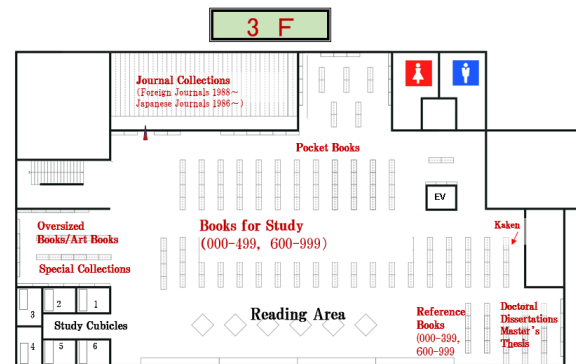 3 F
Journal Collections
(Foreign Journals 1988~
Japanese Journals 1986~)
Pocket Books
EV
Oversized
Books/Art Books
Books for Study
(000-499, 600-999)
Kaken
Special Collections
3
2
1
Study Cubicles
4
5
6
Reading Area
Reference
Books
(000-399,
600-999
Doctoral
Dissertations
Master's
Thesis